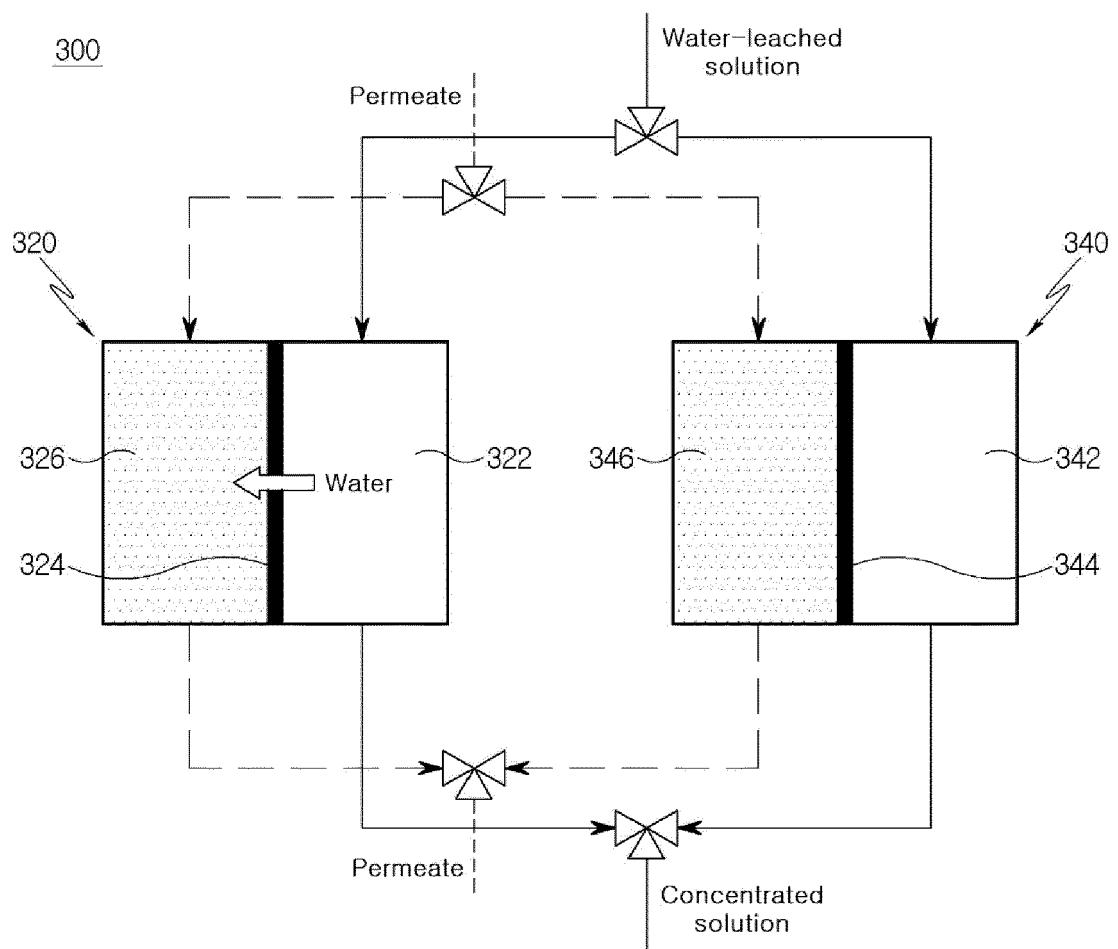 300
Water-leached
solution
Permeate
320
340
326
Water
322
346
342
324
344
Permeate
Concentrated
solution